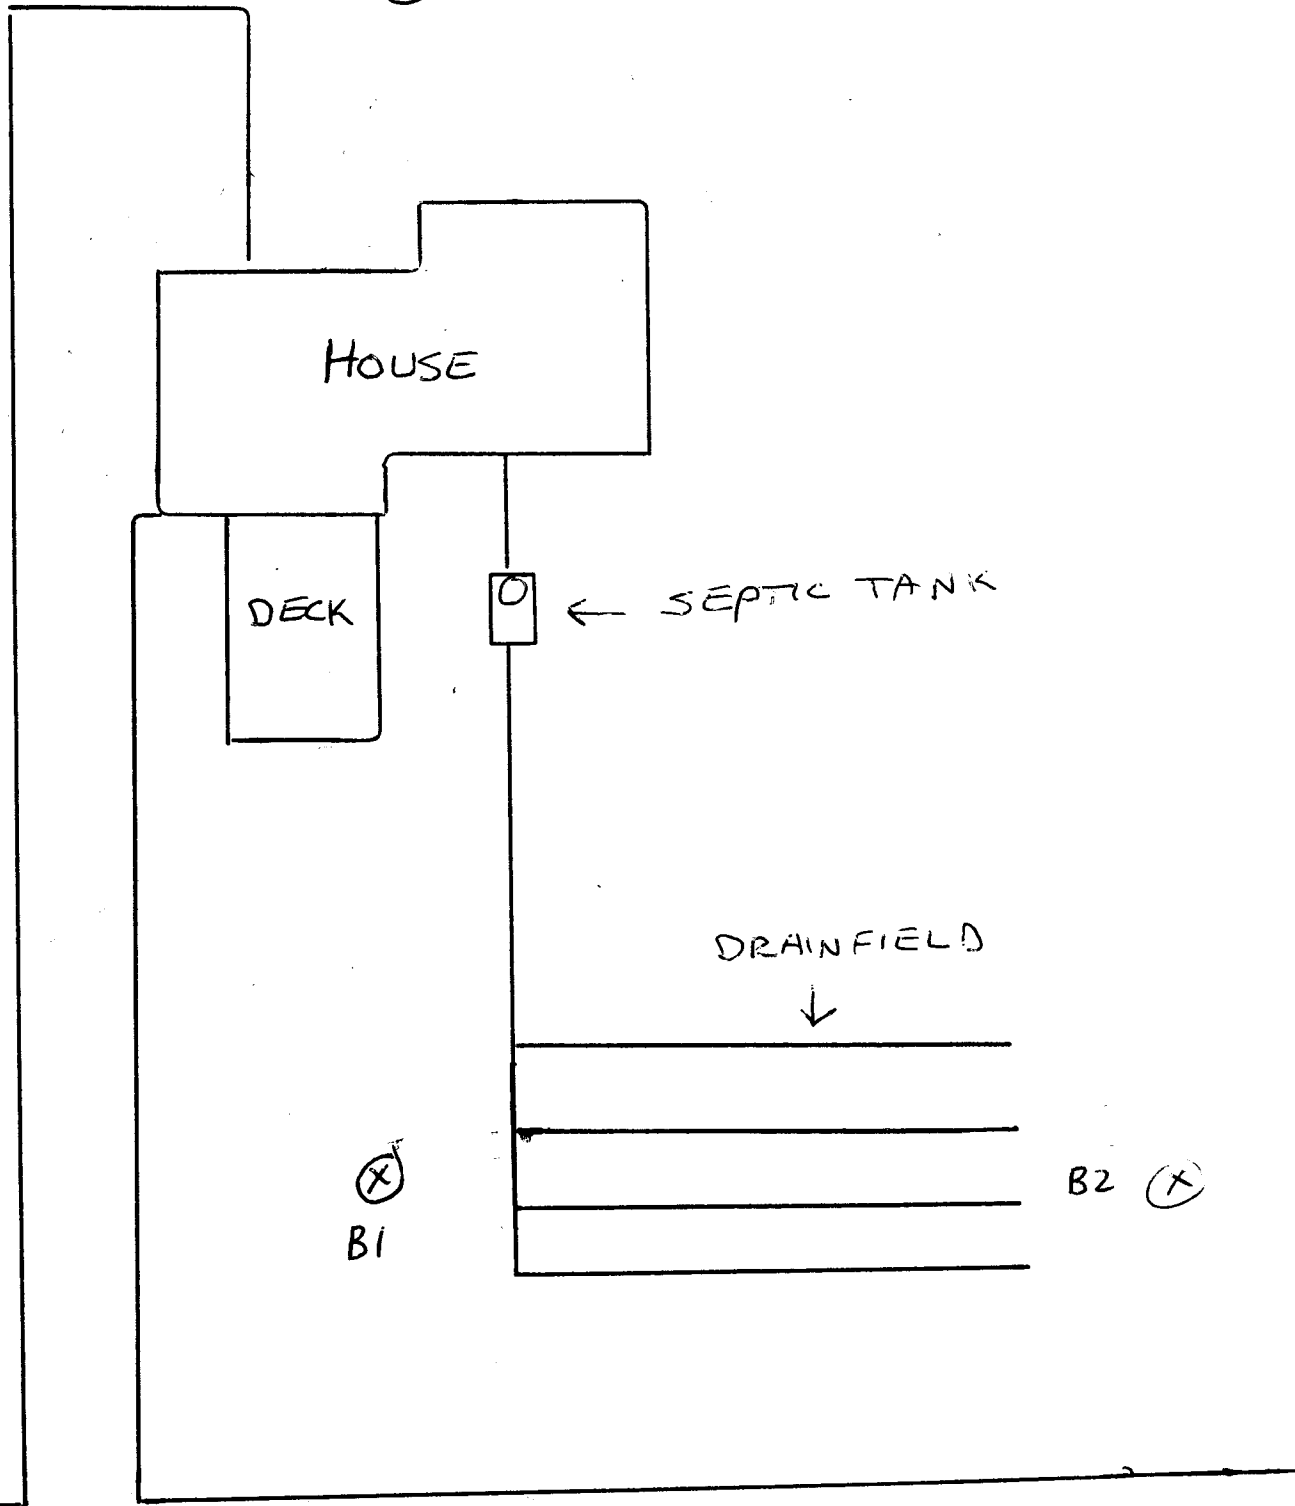 HOUSE
DECK
← SEPTIC TANK
DRAINFIELD
↓
B2
B1